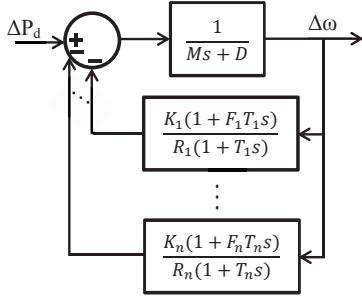 ΔP_d
Δω
+
−
−
1
Ms + D
K_1(1 + F_1T_1s)
R_1(1 + T_1s)
⋮
K_n(1 + F_nT_ns)
R_n(1 + T_ns)